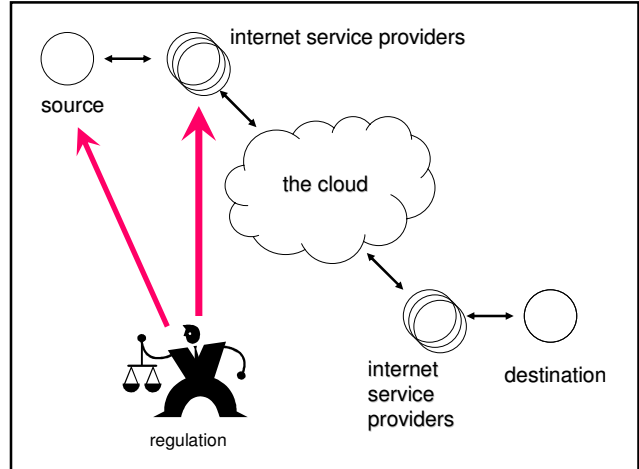 internet service providers
source
the cloud
internet
service
providers
destination
regulation